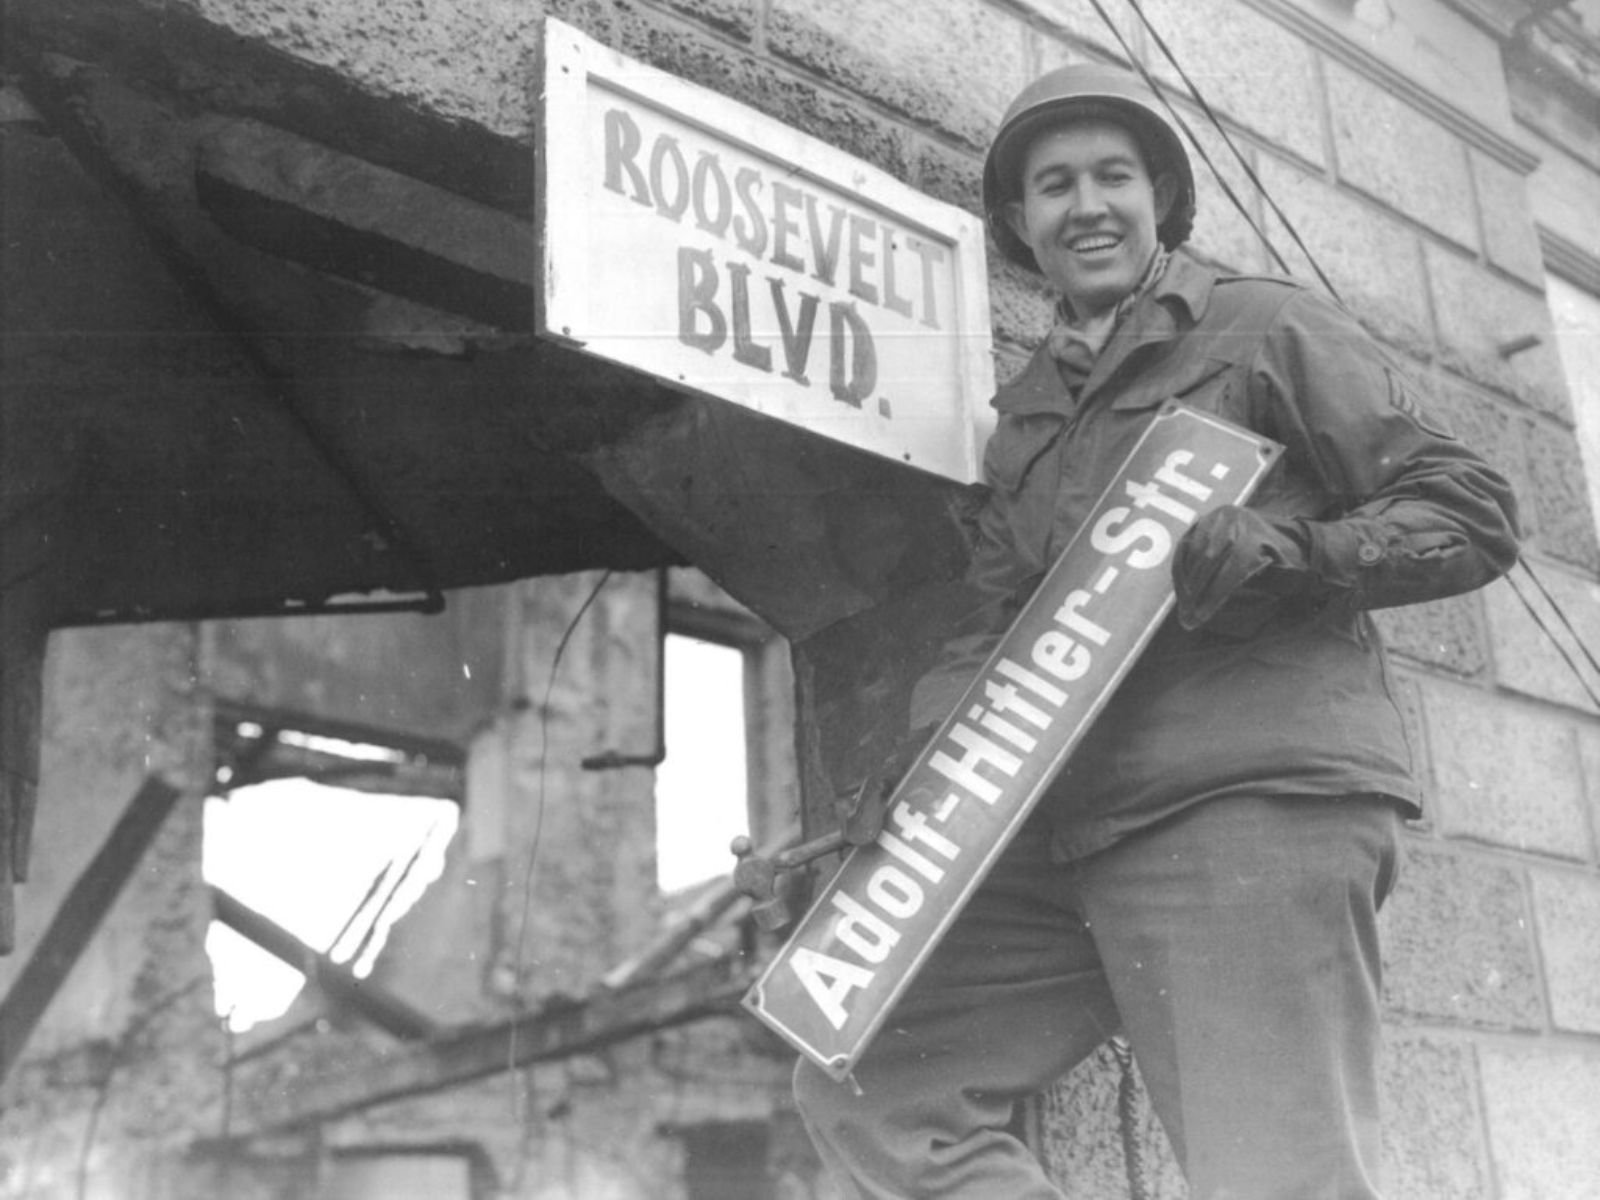 ROOSEVELT
BLVD.
Adolf-Hitler-Str.